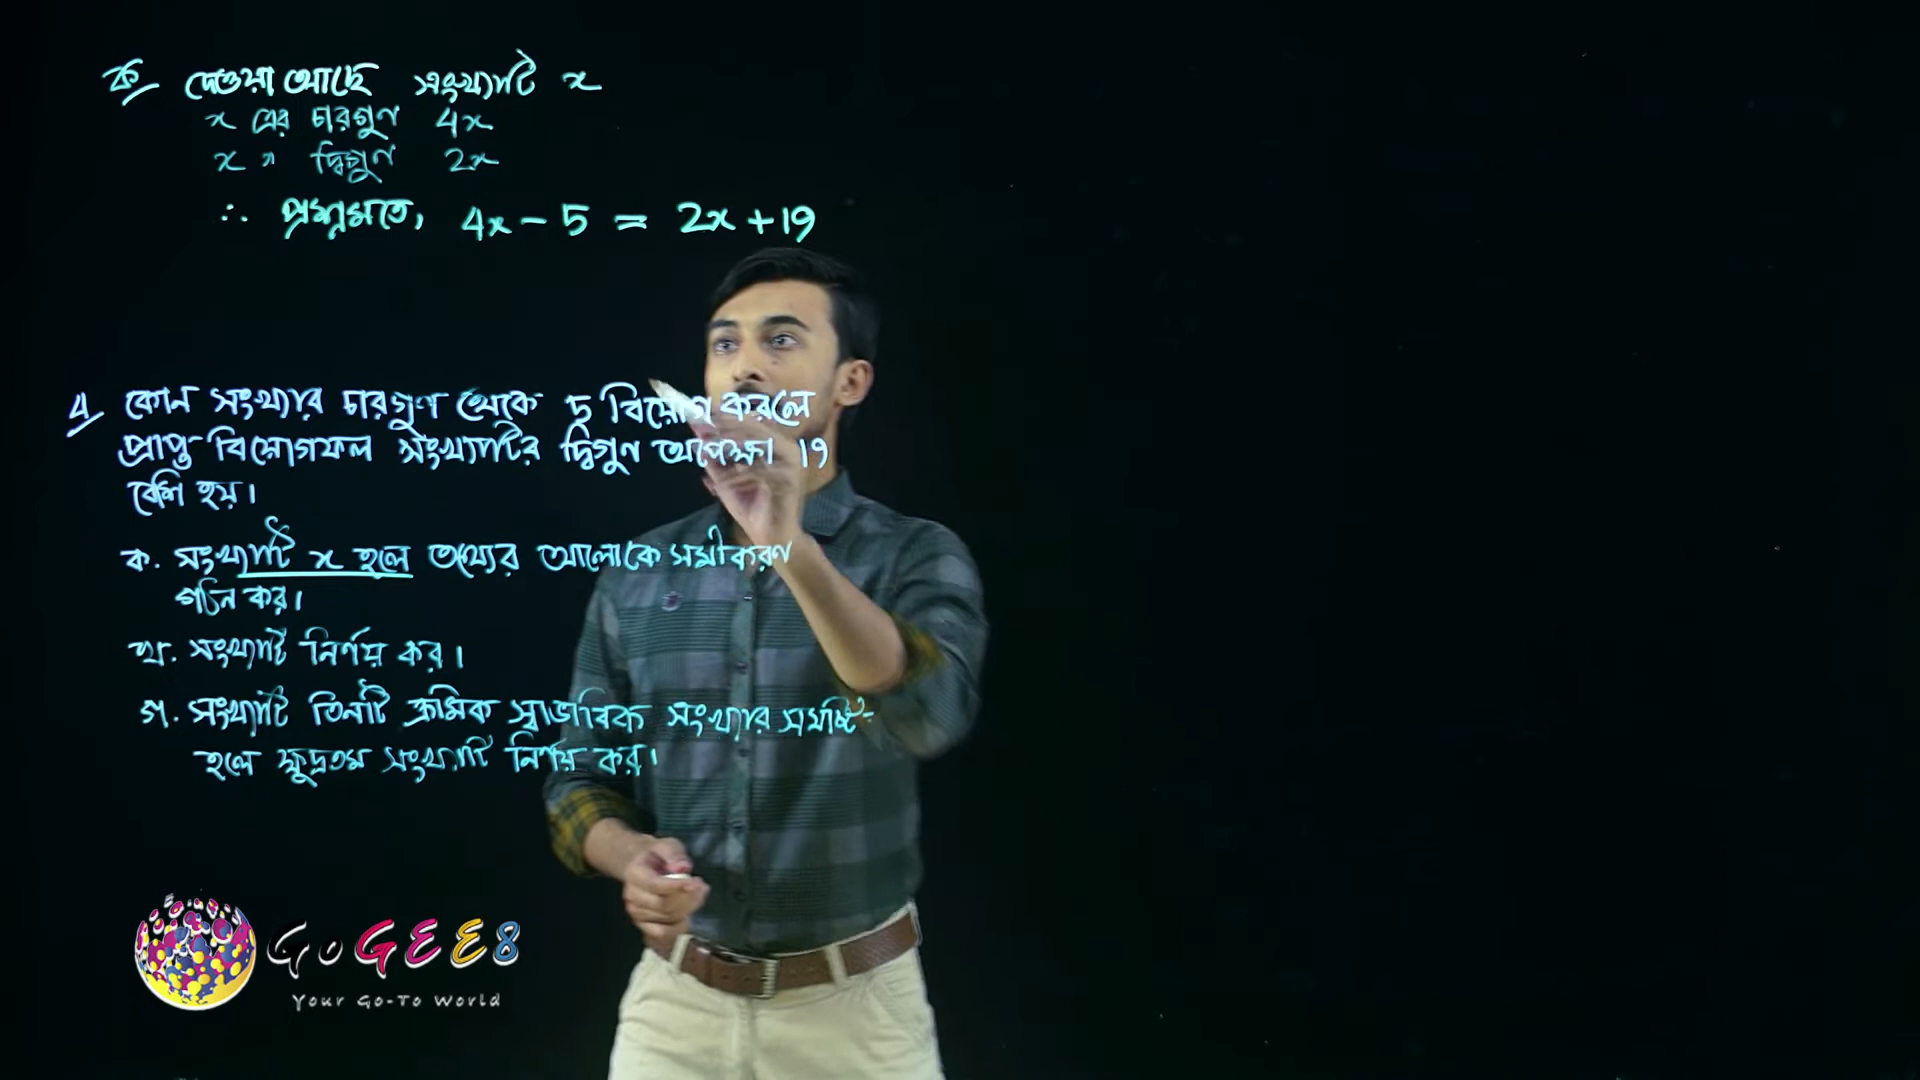 ক দেওয়া আছে সংখ্যাটি x
x এর চারগুণ 4x
x " দ্বিগুণ 2x
∴ প্রশ্নমতে, 4x - 5 = 2x + 19
4 কোন সংখ্যার চারগুণ থেকে 5 বিয়োগ করলে
প্রাপ্ত বিয়োগফল সংখ্যাটির দ্বিগুণ অপেক্ষা 19
বেশি হয়।
ক. সংখ্যাটি x হলে তথ্যের আলোকে সমীকরণ
গঠন কর।
খ. সংখ্যাটি নির্ণয় কর।
গ. সংখ্যাটি তিনটি ক্রমিক স্বাভাবিক সংখ্যার সমষ্টি
হলে ক্ষুদ্রতম সংখ্যাটি নির্ণয় কর।
GoGEE8
Your Go-To World